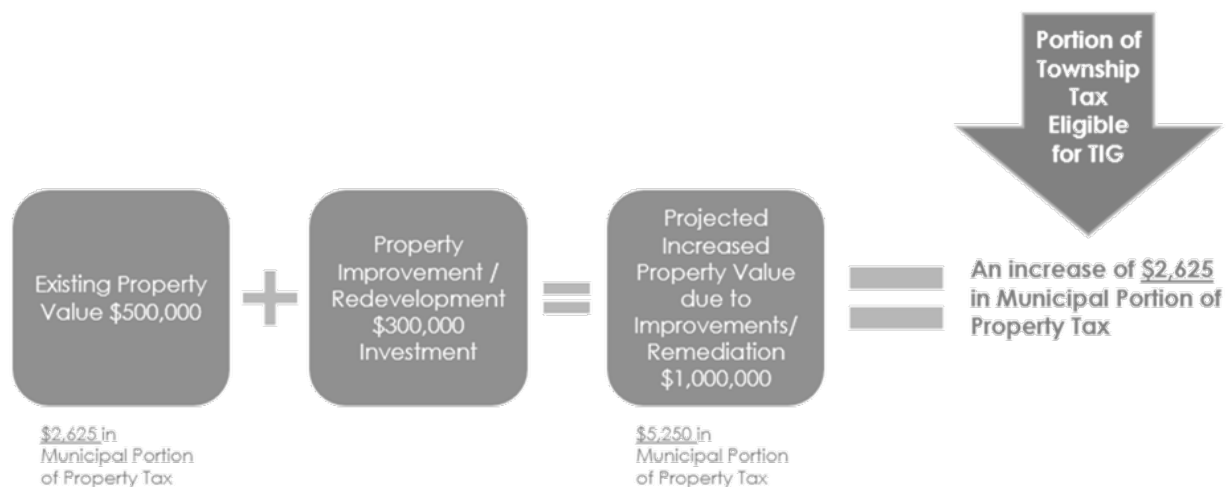 Portion of
Township
Tax
Eligible
for TIG
Existing Property
Value $500,000
Property
Improvement /
Redevelopment
$300,000
Investment
Projected
Increased
Property Value
due to
Improvements/
Remediation
$1,000,000
An increase of $2,625
in Municipal Portion of
Property Tax
$2,625 in
Municipal Portion
of Property Tax
$5,250 in
Municipal Portion
of Property Tax